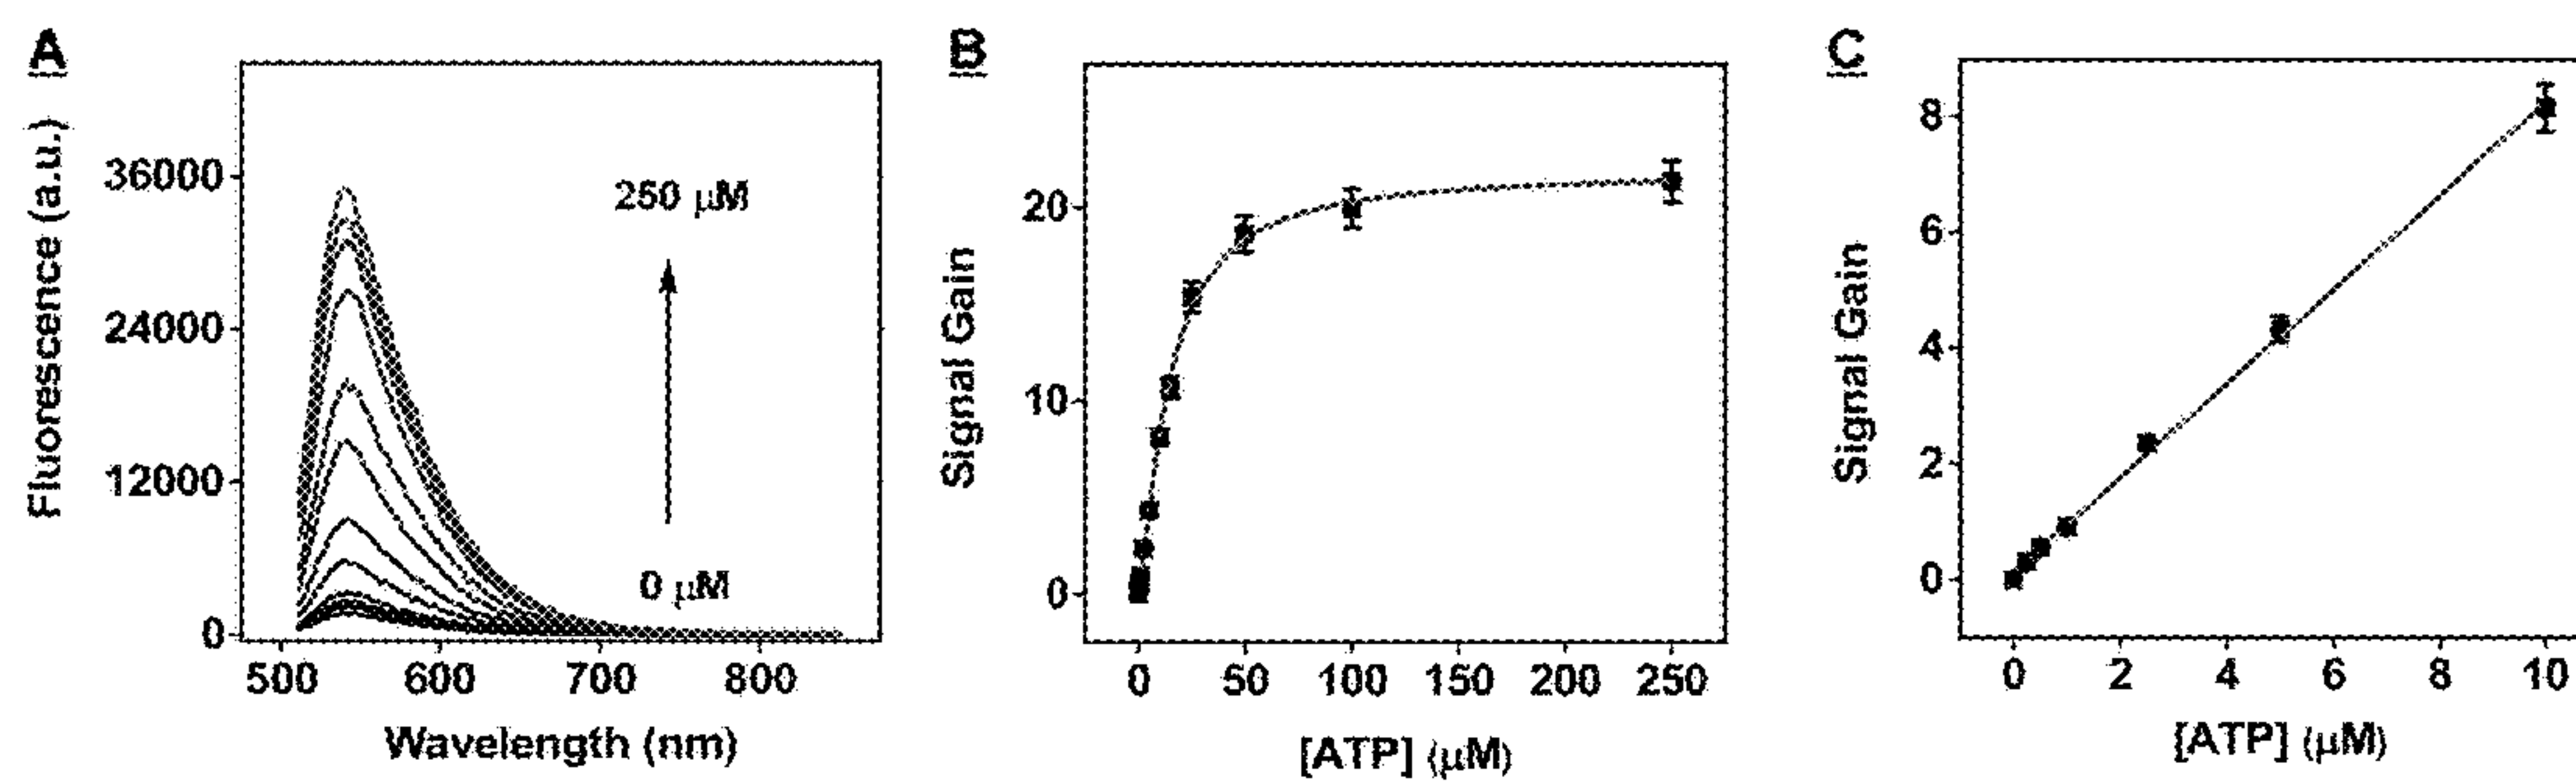 A
Fluorescence (a.u.)
36000
24000
12000
0
250 μM
0 μM
500 600 700 800
Wavelength (nm)
B
Signal Gain
20
10
0
0 50 100 150 200 250
[ATP] (μM)
C
Signal Gain
8
6
4
2
0
0 2 4 6 8 10
[ATP] (μM)